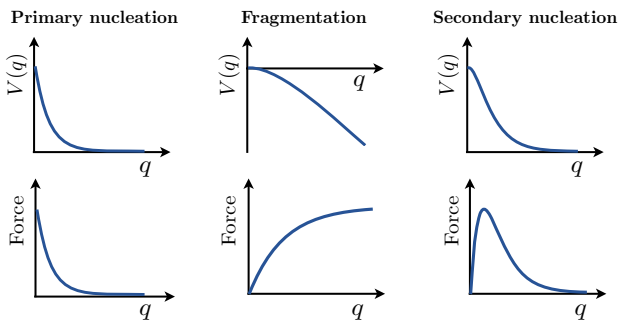 Primary nucleation
Fragmentation
Secondary nucleation
V(q)
q
V(q)
q
V(q)
q
Force
q
Force
q
Force
q